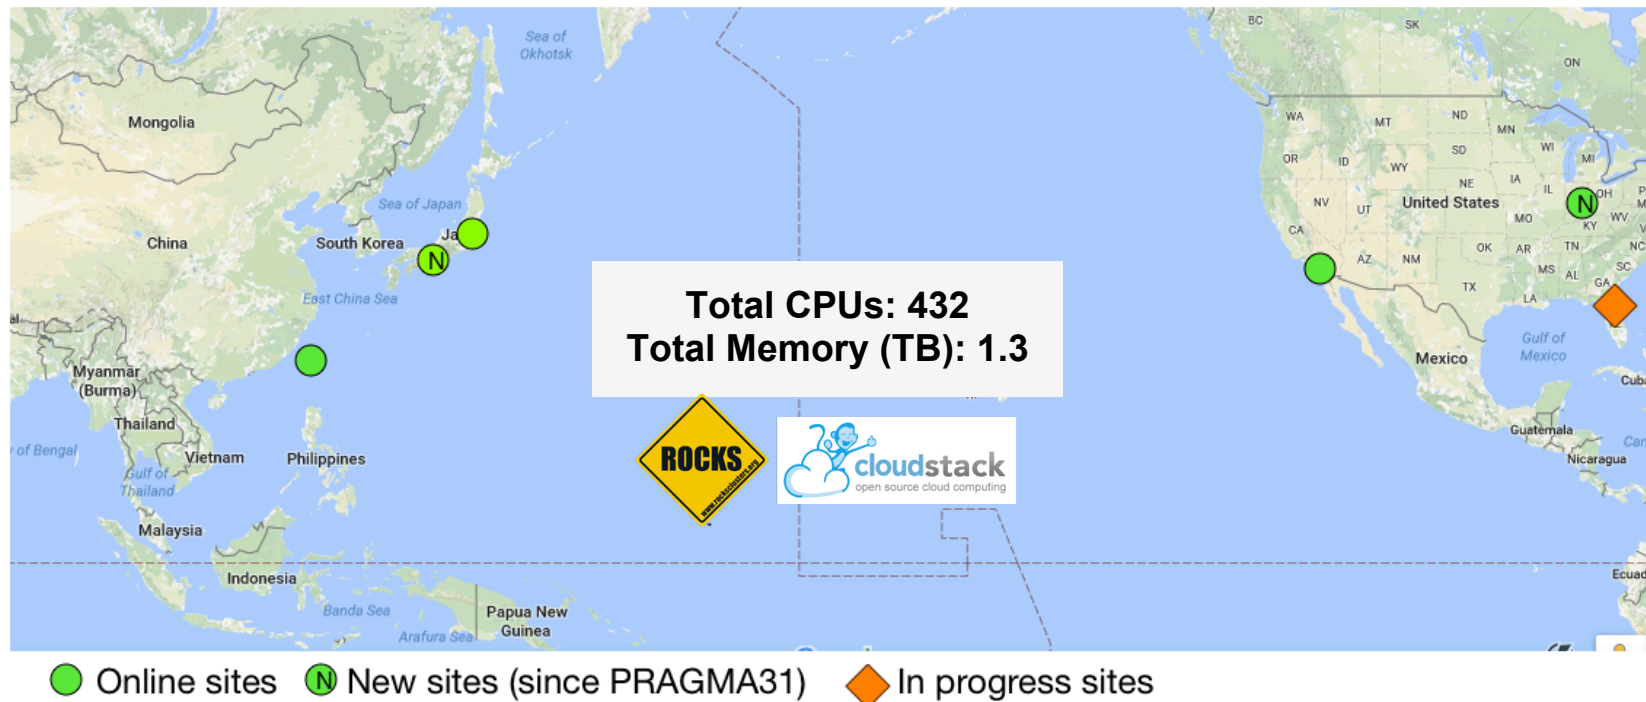 Sea of
Okhotsk
BC
SK
ON
Mongolia
WA
MT
ND
MN
OR
ID
WY
SD
WI
MI
NE
IA
IL
OH
NV
UT
United States
MO
KY
WV
Sea of Japan
Ja
China
South Korea
N
N
CA
AZ
NM
OK
AR
TN
NC
MS
AL
SC
GA
TX
LA
East China Sea
Total CPUs: 432
Total Memory (TB): 1.3
Gulf of
Mexico
Mexico
Cuba
Myanmar
(Burma)
Thailand
y of Bengal
Vietnam
Philippines
Gulf of
Thailand
ROCKS
www.rocksclusters.org
cloudstack
open source cloud computing
Guatemala
Nicaragua
Malaysia
Indonesia
Banda Sea
Arafura Sea
Papua New
Guinea
Ecuad
Online sites
N New sites (since PRAGMA31)
In progress sites